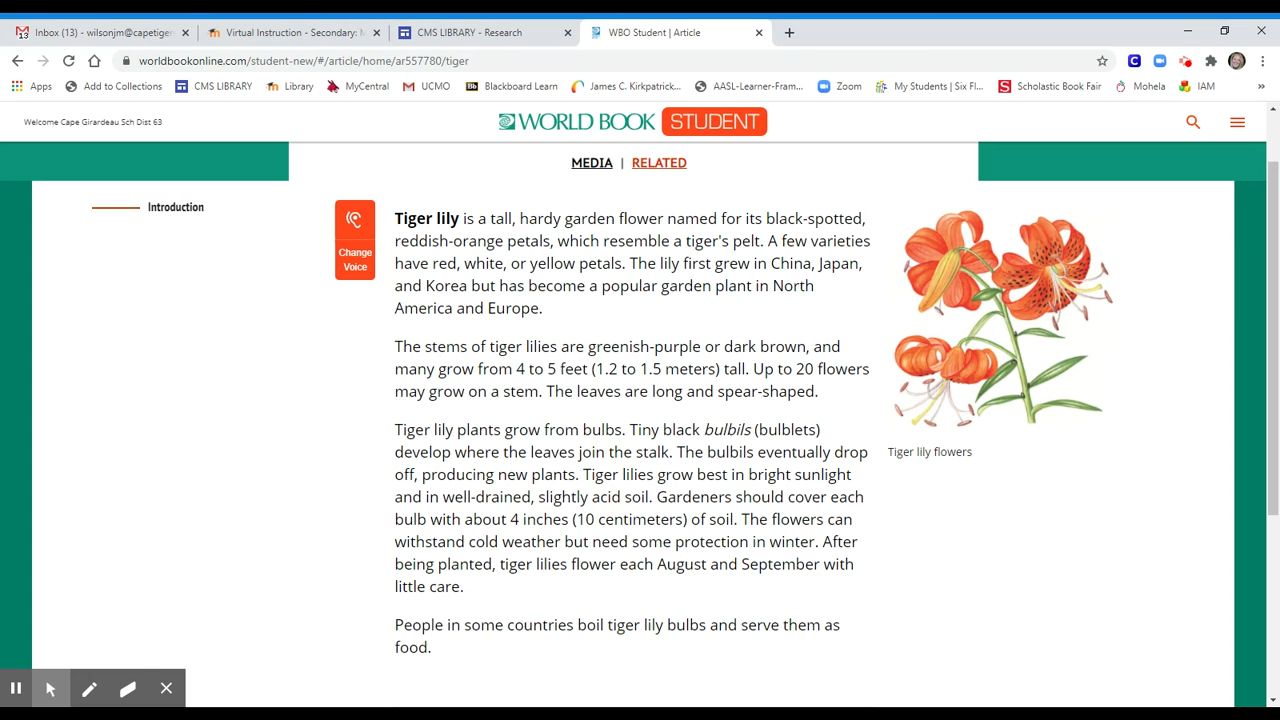 Inbox (13) - wilsonjm@capetiger
Virtual Instruction - Secondary: M
CMS LIBRARY - Research
WBO Student | Article
worldbookonline.com/student-new/#/article/home/ar557780/tiger
Apps
Add to Collections
CMS LIBRARY
Library
MyCentral
UCMO
Bb
Blackboard Learn
James C. Kirkpatrick...
AASL-Learner-Fram...
Zoom
My Students | Six Fl...
S
Scholastic Book Fair
Mohela
IAM
»
Welcome Cape Girardeau Sch Dist 63
WORLD BOOK STUDENT
MEDIA | RELATED
Introduction
Change
Voice
Tiger lily is a tall, hardy garden flower named for its black-spotted,
reddish-orange petals, which resemble a tiger's pelt. A few varieties
have red, white, or yellow petals. The lily first grew in China, Japan,
and Korea but has become a popular garden plant in North
America and Europe.
The stems of tiger lilies are greenish-purple or dark brown, and
many grow from 4 to 5 feet (1.2 to 1.5 meters) tall. Up to 20 flowers
may grow on a stem. The leaves are long and spear-shaped.
Tiger lily plants grow from bulbs. Tiny black bulbils (bulblets)
develop where the leaves join the stalk. The bulbils eventually drop
off, producing new plants. Tiger lilies grow best in bright sunlight
and in well-drained, slightly acid soil. Gardeners should cover each
bulb with about 4 inches (10 centimeters) of soil. The flowers can
withstand cold weather but need some protection in winter. After
being planted, tiger lilies flower each August and September with
little care.
People in some countries boil tiger lily bulbs and serve them as
food.
Tiger lily flowers